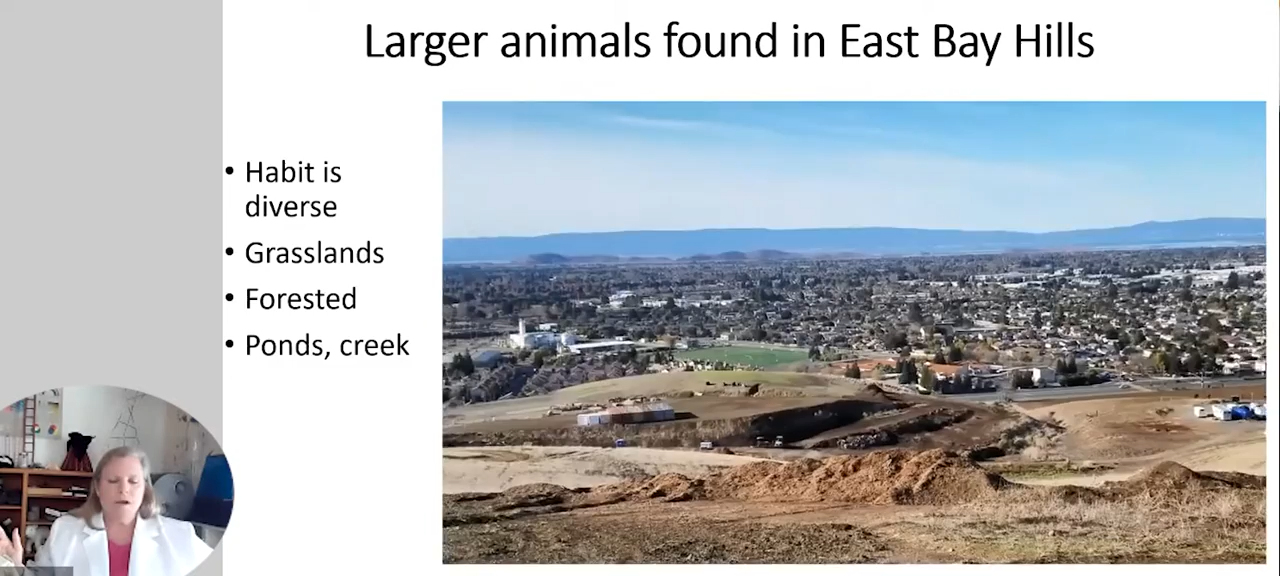 Larger animals found in East Bay Hills
• Habit is
diverse
• Grasslands
• Forested
• Ponds, creek